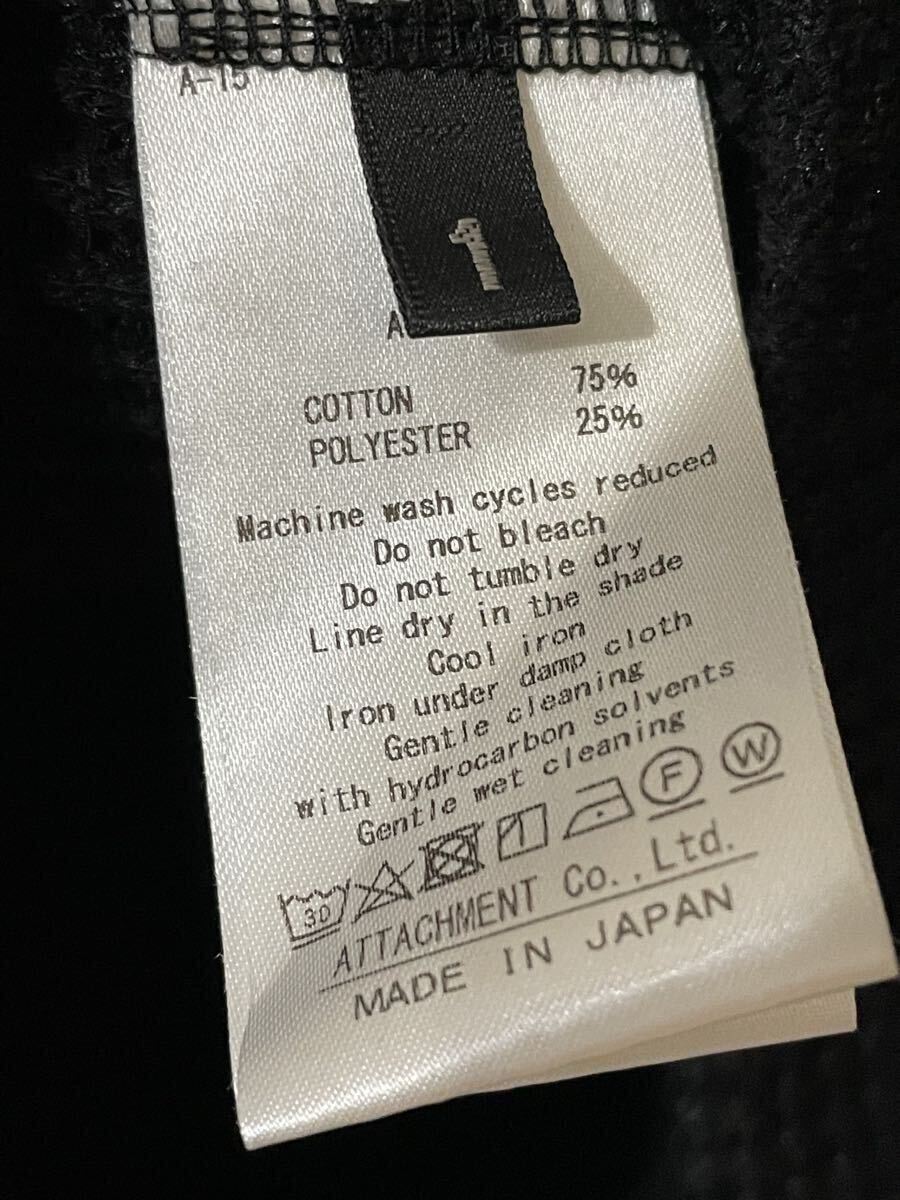 A-15
1
A
COTTON 75%
POLYESTER 25%
Machine wash cycles reduced
Do not bleach
Do not tumble dry
Line dry in the shade
Cool iron
Iron under damp cloth
Gentle cleaning
with hydrocarbon solvents
Gentle wet cleaning
30 F W
ATTACHMENT Co.,Ltd.
MADE IN JAPAN